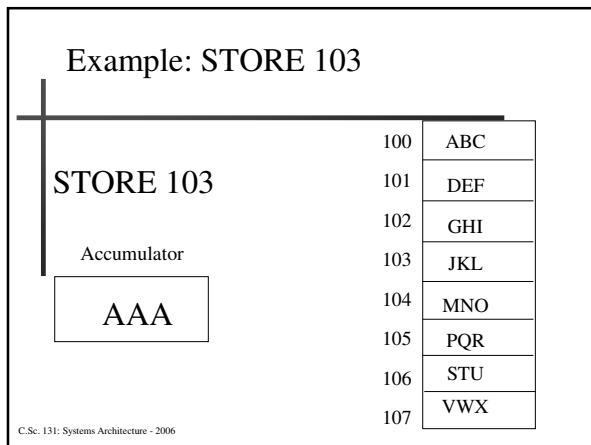 Example: STORE 103
STORE 103
Accumulator
AAA
100 ABC
101 DEF
102 GHI
103 JKL
104 MNO
105 PQR
106 STU
107 VWX
C.Sc. 131: Systems Architecture - 2006